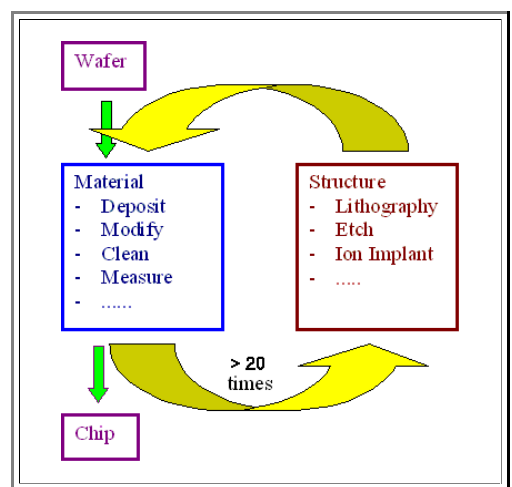 Wafer
Material
- Deposit
- Modify
- Clean
- Measure
- ......
Structure
- Lithography
- Etch
- Ion Implant
- .....
> 20
times
Chip